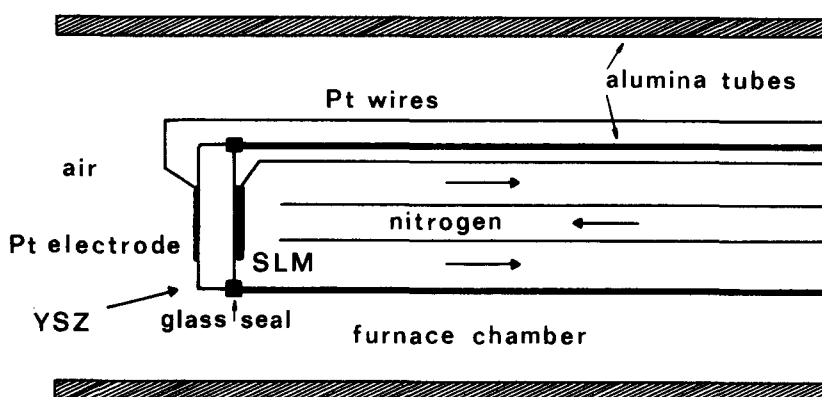 alumina tubes
Pt wires
air
nitrogen
Pt electrode
SLM
YSZ
glass seal
furnace chamber